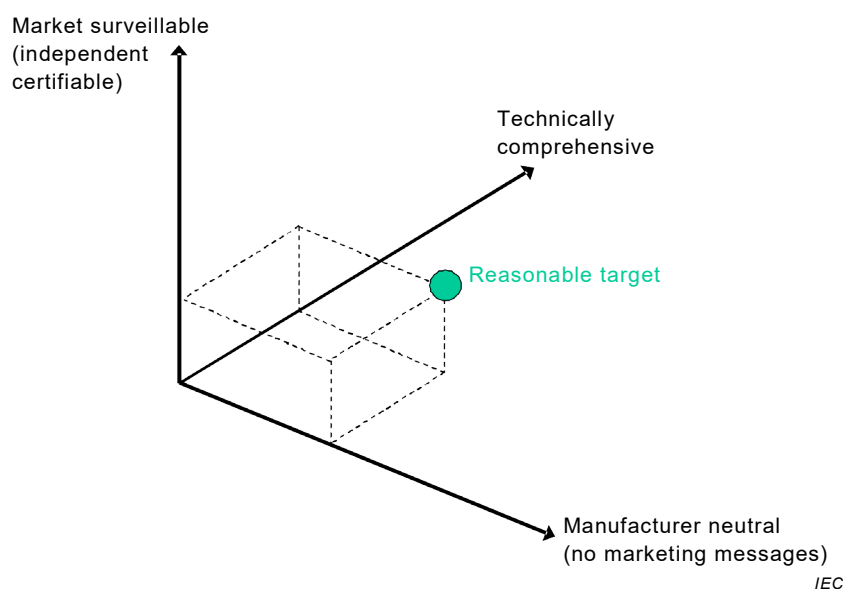 Market surveillable
(independent
certifiable)
Technically
comprehensive
Reasonable target
Manufacturer neutral
(no marketing messages)
IEC